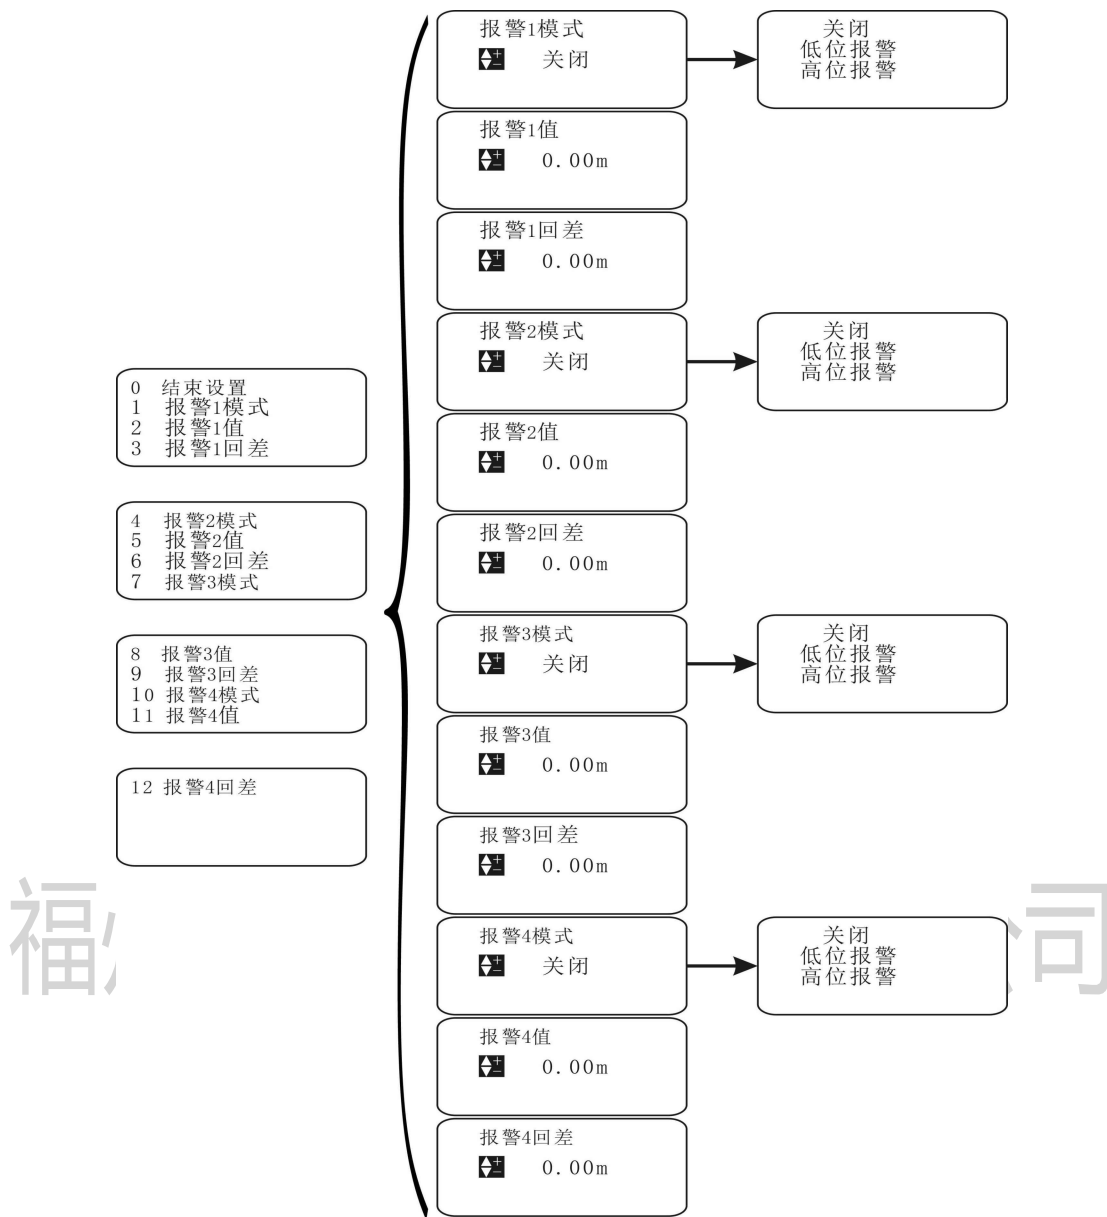 0 结束设置
1 报警1模式
2 报警1值
3 报警1回差
4 报警2模式
5 报警2值
6 报警2回差
7 报警3模式
8 报警3值
9 报警3回差
10 报警4模式
11 报警4值
12 报警4回差
报警1模式
关闭
关闭
低位报警
高位报警
报警1值
0.00m
报警1回差
0.00m
报警2模式
关闭
关闭
低位报警
高位报警
报警2值
0.00m
报警2回差
0.00m
报警3模式
关闭
关闭
低位报警
高位报警
报警3值
0.00m
报警3回差
0.00m
报警4模式
关闭
关闭
低位报警
高位报警
报警4值
0.00m
报警4回差
0.00m
福
司